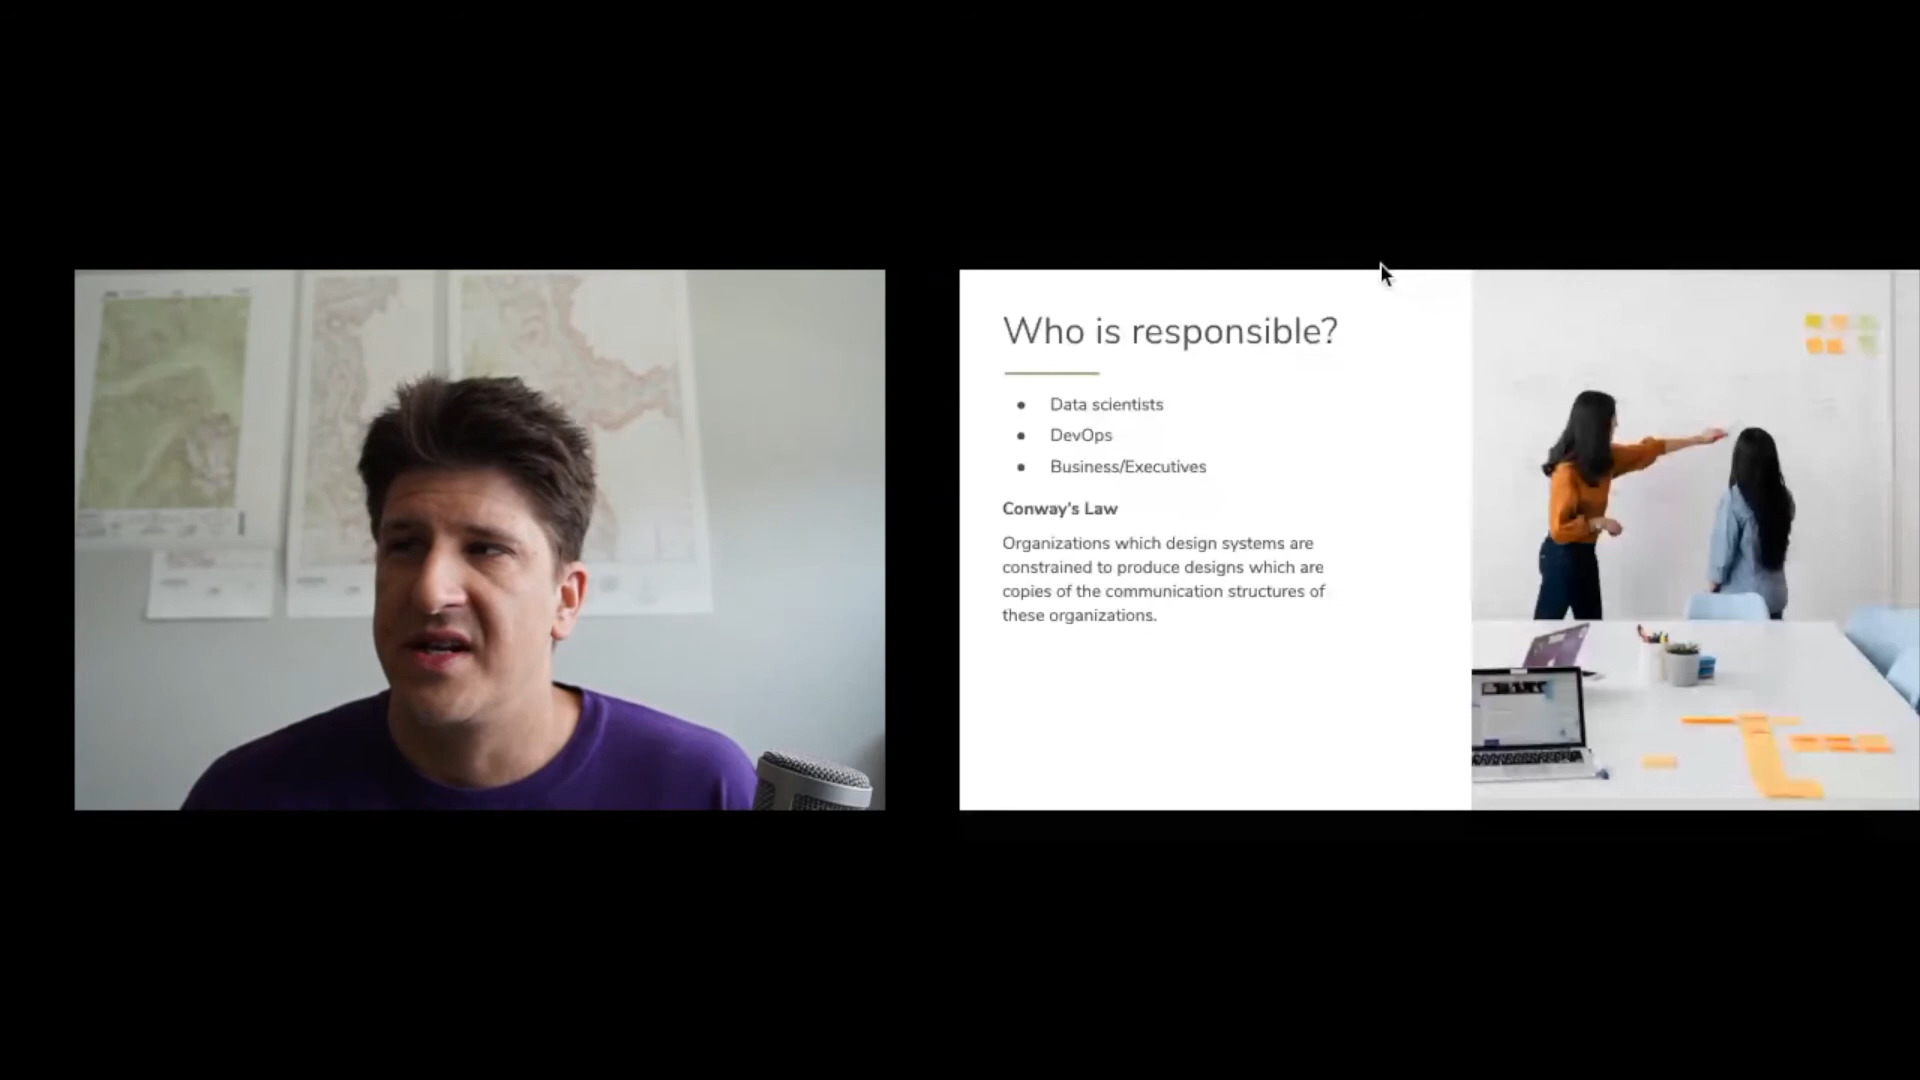 Who is responsible?
Data scientists
DevOps
Business/Executives
Conway's Law
Organizations which design systems are
constrained to produce designs which are
copies of the communication structures of
these organizations.